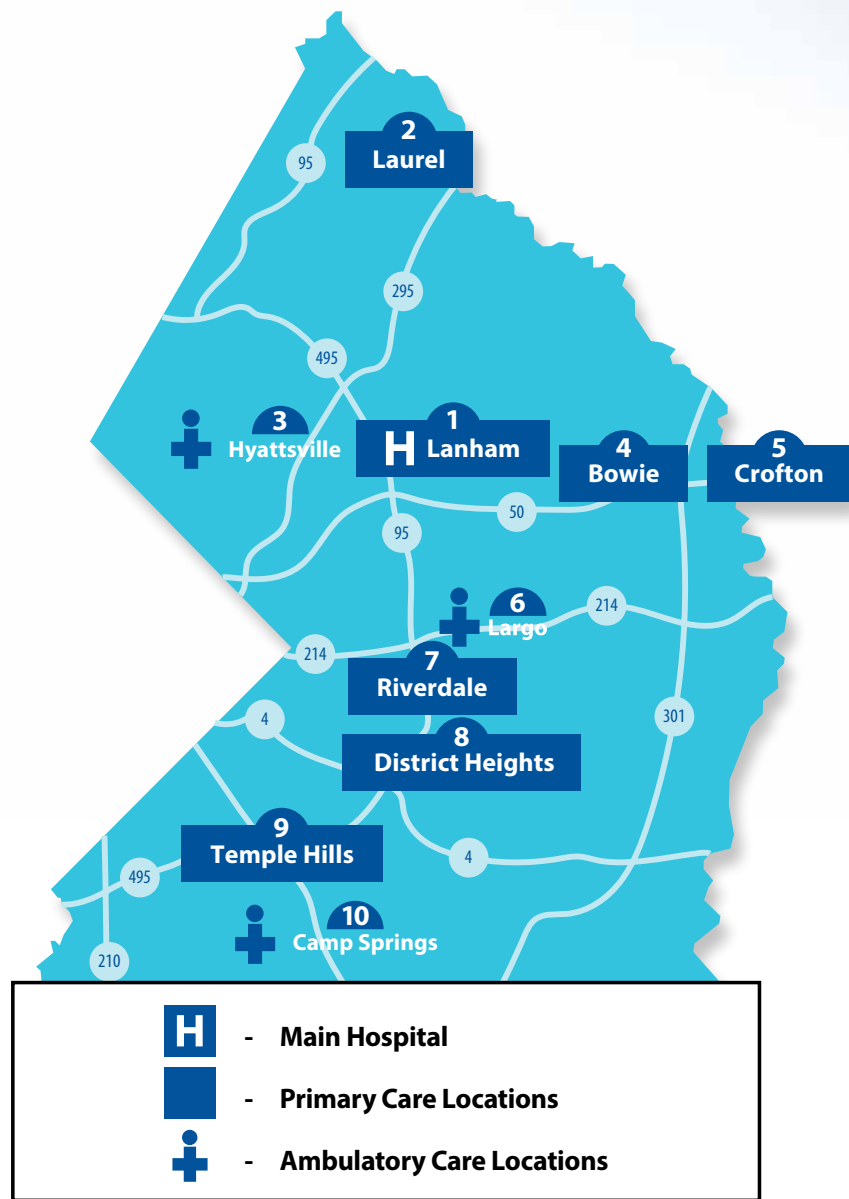 2
Laurel
95
295
495
3
Hyattsville
1
H Lanham
4
Bowie
5
Crofton
50
95
6
Largo
214
214
7
Riverdale
4
301
8
District Heights
9
Temple Hills
4
495
10
Camp Springs
210
H - Main Hospital
- Primary Care Locations
- Ambulatory Care Locations